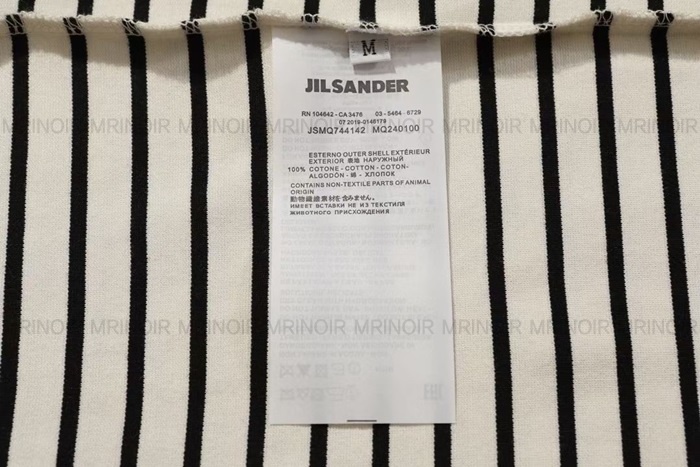 M
JILSANDER
RN 104642 - CA 3476 03 - 5464 - 6729
07 2019-0146179
JSMQ744142 MQ240100
ESTERNO OUTER SHELL EXTÉRIEUR
EXTERIOR 表地 НАРУЖНЫЙ
100% COTONE - COTTON - COTON-
ALGODÓN - 綿 - ХЛОПОК
CONTAINS NON-TEXTILE PARTS OF ANIMAL
ORIGIN
動物繊維素材を含みません。
ИМЕЕТ ВСТАВКИ НЕ ИЗ ТЕКСТИЛЯ
ЖИВОТНОГО ПРИСХОЖДЕНИЯ
MRINOIR MRINOIR MRINOIR MRINOIR MRINOIR
MRINOIR MRINOIR MRINOIR MRINOIR MRINOIR MRINOIR